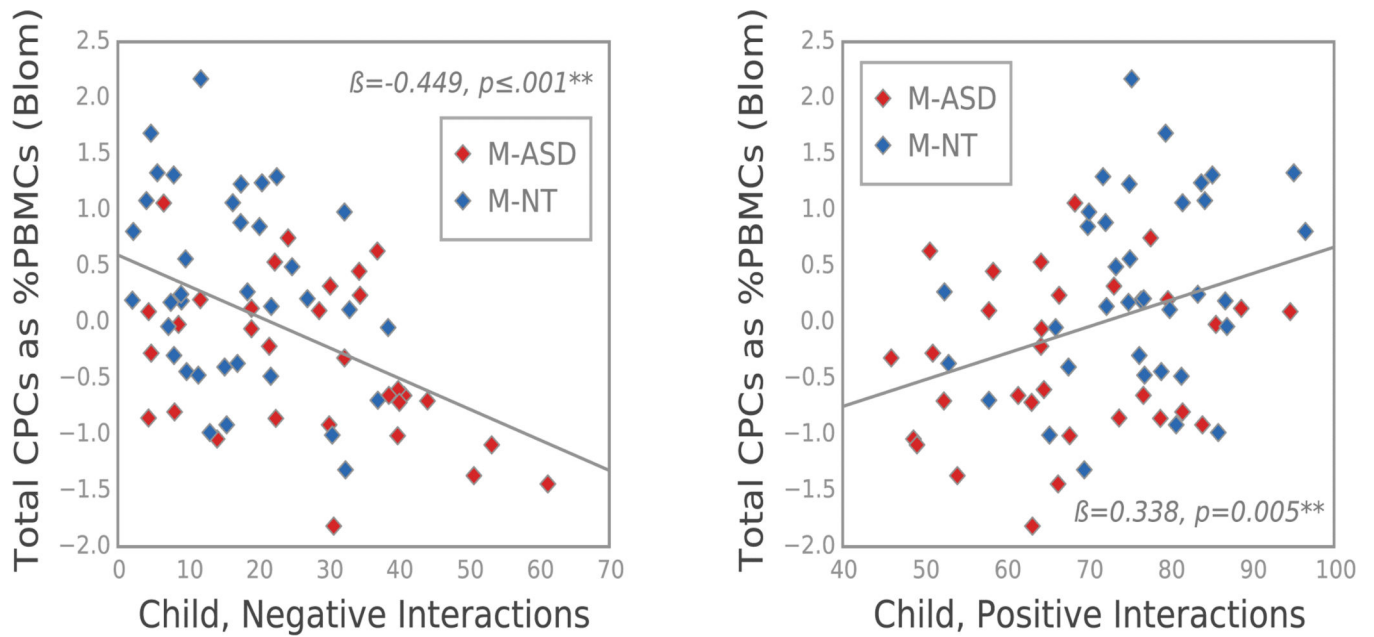 Total CPCs as %PBMCs (Blom)
2.5
2.0
1.5
1.0
0.5
0.0
−0.5
−1.0
−1.5
−2.0
ß=-0.449, p≤.001**
M-ASD
M-NT
0 10 20 30 40 50 60 70
Child, Negative Interactions
Total CPCs as %PBMCs (Blom)
2.5
2.0
1.5
1.0
0.5
0.0
−0.5
−1.0
−1.5
−2.0
M-ASD
M-NT
ß=0.338, p=0.005**
40 50 60 70 80 90 100
Child, Positive Interactions